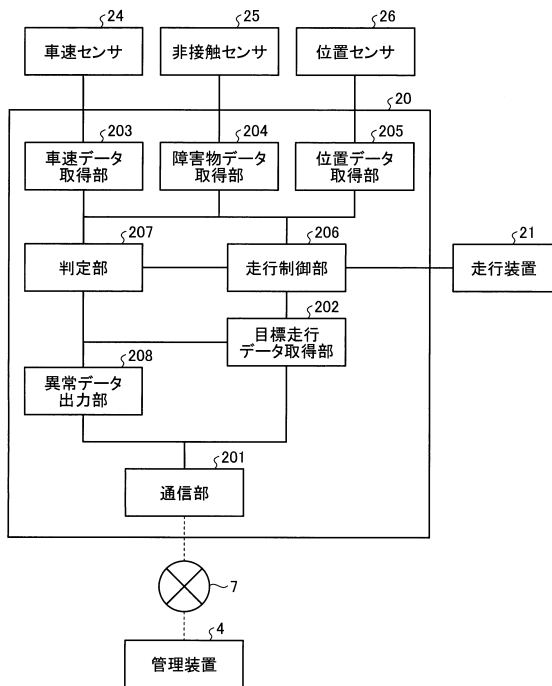 24
25
26
車速センサ
非接触センサ
位置センサ
20
203
204
205
車速データ
取得部
障害物データ
取得部
位置データ
取得部
207
206
21
判定部
走行制御部
走行装置
202
目標走行
データ取得部
208
異常データ
出力部
201
通信部
7
4
管理装置